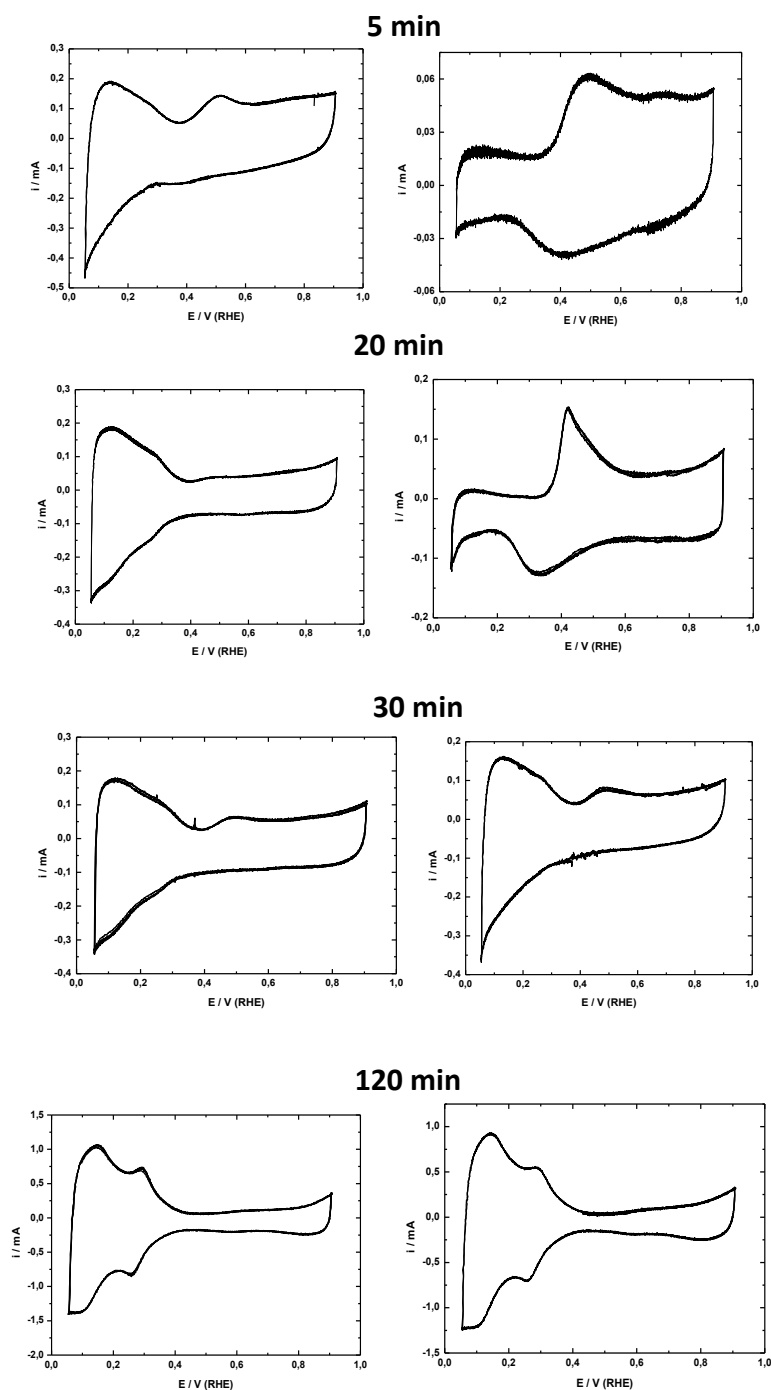 5 min
0,3
0,2
0,1
0,0
-0,1
-0,2
-0,3
-0,4
-0,5
i / mA
0,0 0,2 0,4 0,6 0,8 1,0
E / V (RHE)
0,06
0,03
0,00
-0,03
-0,06
i / mA
0,0 0,2 0,4 0,6 0,8 1,0
E / V (RHE)
20 min
0,3
0,2
0,1
0,0
-0,1
-0,2
-0,3
-0,4
i / mA
0,0 0,2 0,4 0,6 0,8 1,0
E / V (RHE)
0,2
0,1
0,0
-0,1
-0,2
i / mA
0,0 0,2 0,4 0,6 0,8 1,0
E / V (RHE)
30 min
0,3
0,2
0,1
0,0
-0,1
-0,2
-0,3
-0,4
i / mA
0,0 0,2 0,4 0,6 0,8 1,0
E / V (RHE)
0,2
0,1
0,0
-0,1
-0,2
-0,3
-0,4
i / mA
0,0 0,2 0,4 0,6 0,8 1,0
E / V (RHE)
120 min
1,5
1,0
0,5
0,0
-0,5
-1,0
-1,5
-2,0
i / mA
0,0 0,2 0,4 0,6 0,8 1,0
E / V (RHE)
1,0
0,5
0,0
-0,5
-1,0
-1,5
i / mA
0,0 0,2 0,4 0,6 0,8 1,0
E / V (RHE)